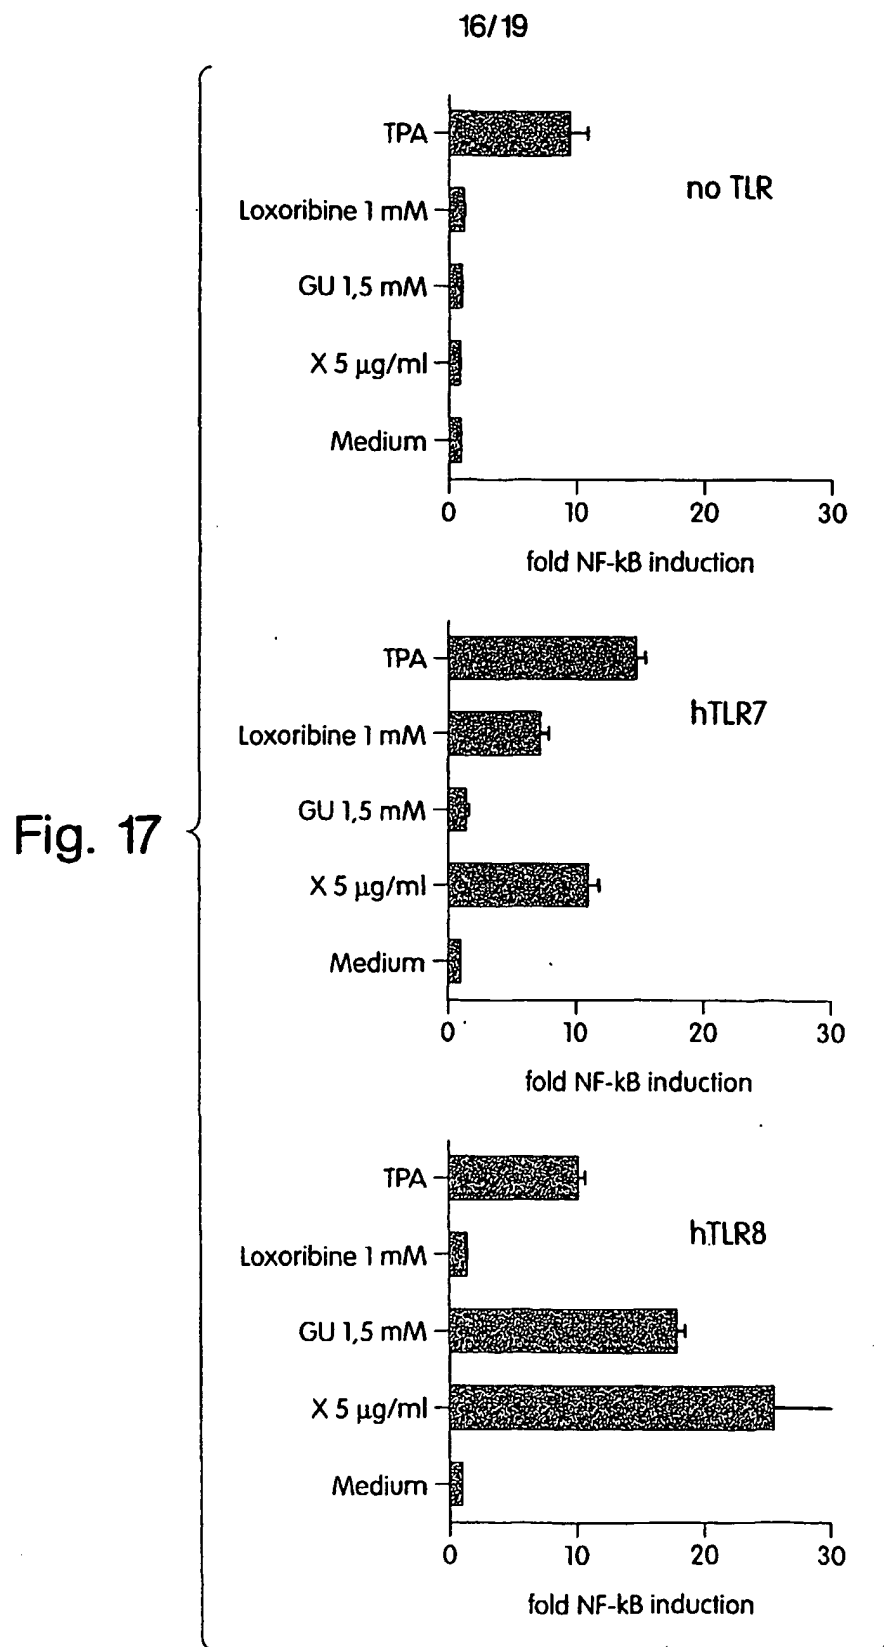 16/19
TPA
no TLR
Loxoribine 1 mM
GU 1,5 mM
X 5 µg/ml
Medium
0 10 20 30
fold NF-kB induction
TPA
hTLR7
Loxoribine 1 mM
Fig. 17
GU 1,5 mM
X 5 µg/ml
Medium
0 10 20 30
fold NF-kB induction
TPA
hTLR8
Loxoribine 1 mM
GU 1,5 mM
X 5 µg/ml
Medium
0 10 20 30
fold NF-kB induction